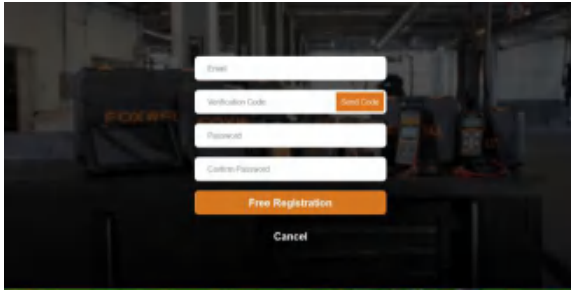 Email
Verification Code
Send Code
Password
Confirm Password
Free Registration
Cancel